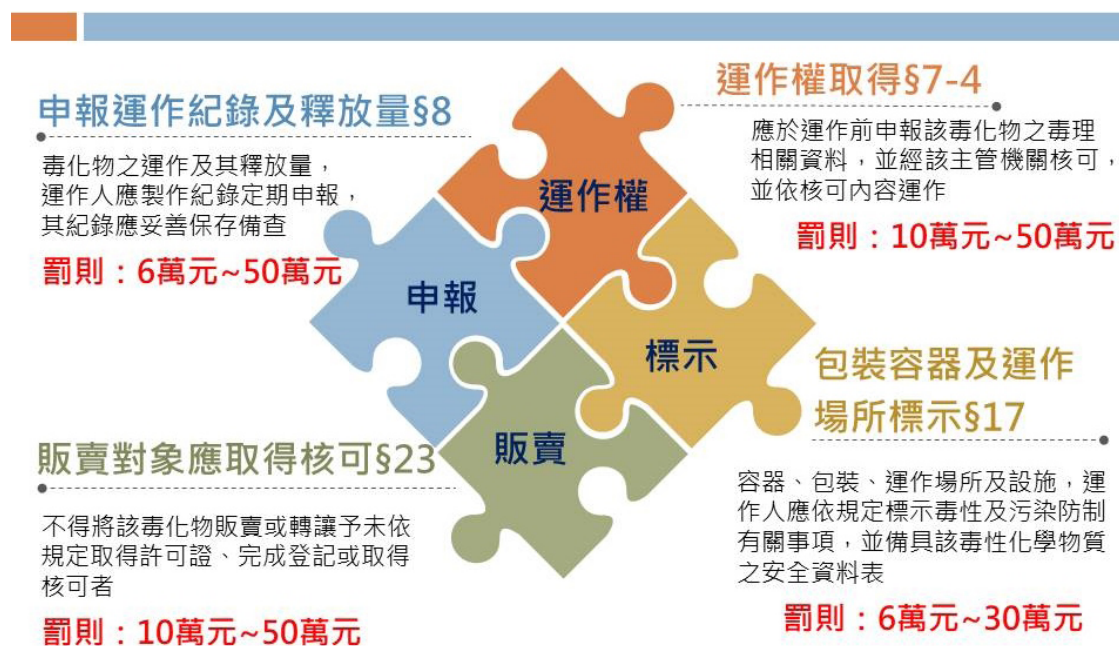 申報運作紀錄及釋放量§8
毒化物之運作及其釋放量，
運作人應製作紀錄定期申報，
其紀錄應妥善保存備查
罰則：6萬元~50萬元
運作權取得§7-4
應於運作前申報該毒化物之毒理
相關資料，並經該主管機關核可，
並依核可內容運作
罰則：10萬元~50萬元
運作權
申報
標示
販賣
販賣對象應取得核可§23
不得將該毒化物販賣或轉讓予未依
規定取得許可證、完成登記或取得
核可者
罰則：10萬元~50萬元
包裝容器及運作
場所標示§17
容器、包裝、運作場所及設施，運
作人應依規定標示毒性及污染防制
有關事項，並備具該毒性化學物質
之安全資料表
罰則：6萬元~30萬元